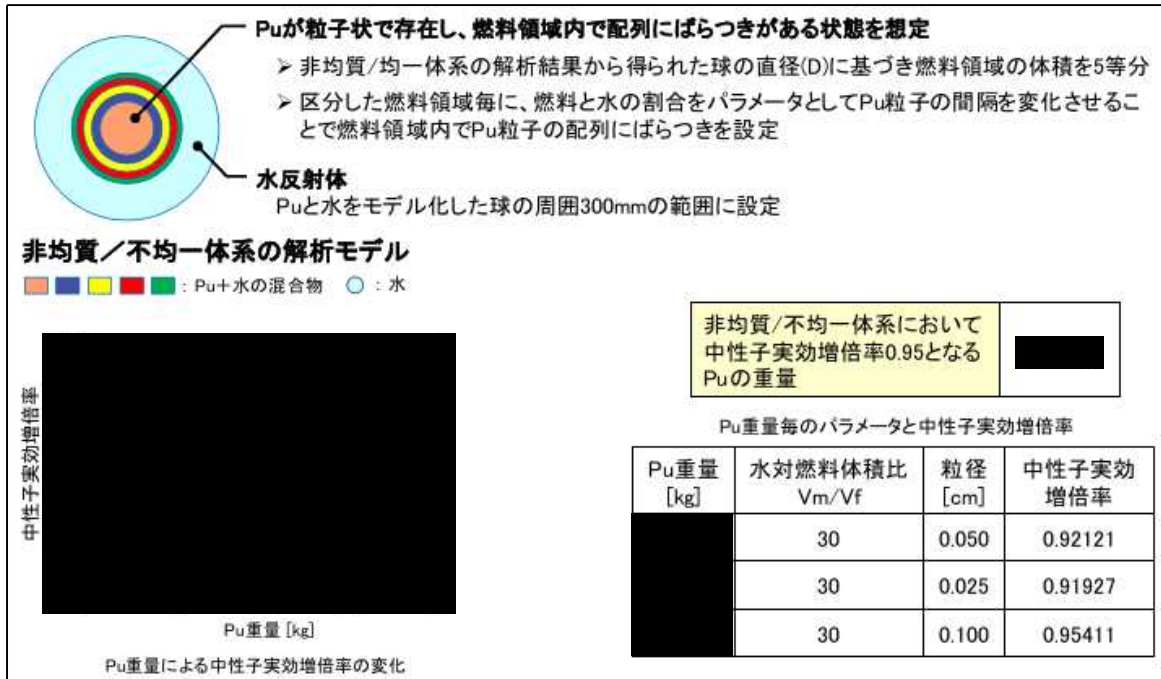 Puが粒子状で存在し、燃料領域内で配列にばらつきがある状態を想定
➢ 非均質/均一体系の解析結果から得られた球の直径(D)に基づき燃料領域の体積を5等分
➢ 区分した燃料領域毎に、燃料と水の割合をパラメータとしてPu粒子の間隔を変化させるこ
とで燃料領域内でPu粒子の配列にばらつきを設定
水反射体
Puと水をモデル化した球の周囲300mmの範囲に設定
非均質／不均一体系の解析モデル
：Pu＋水の混合物 ：水
中性子実効増倍率
Pu重量 [kg]
Pu重量による中性子実効増倍率の変化
非均質/不均一体系において
中性子実効増倍率0.95となる
Puの重量
Pu重量毎のパラメータと中性子実効増倍率
Pu重量 水対燃料体積比 粒径 中性子実効
[kg] Vm/Vf [cm] 増倍率
30 0.050 0.92121
30 0.025 0.91927
30 0.100 0.95411